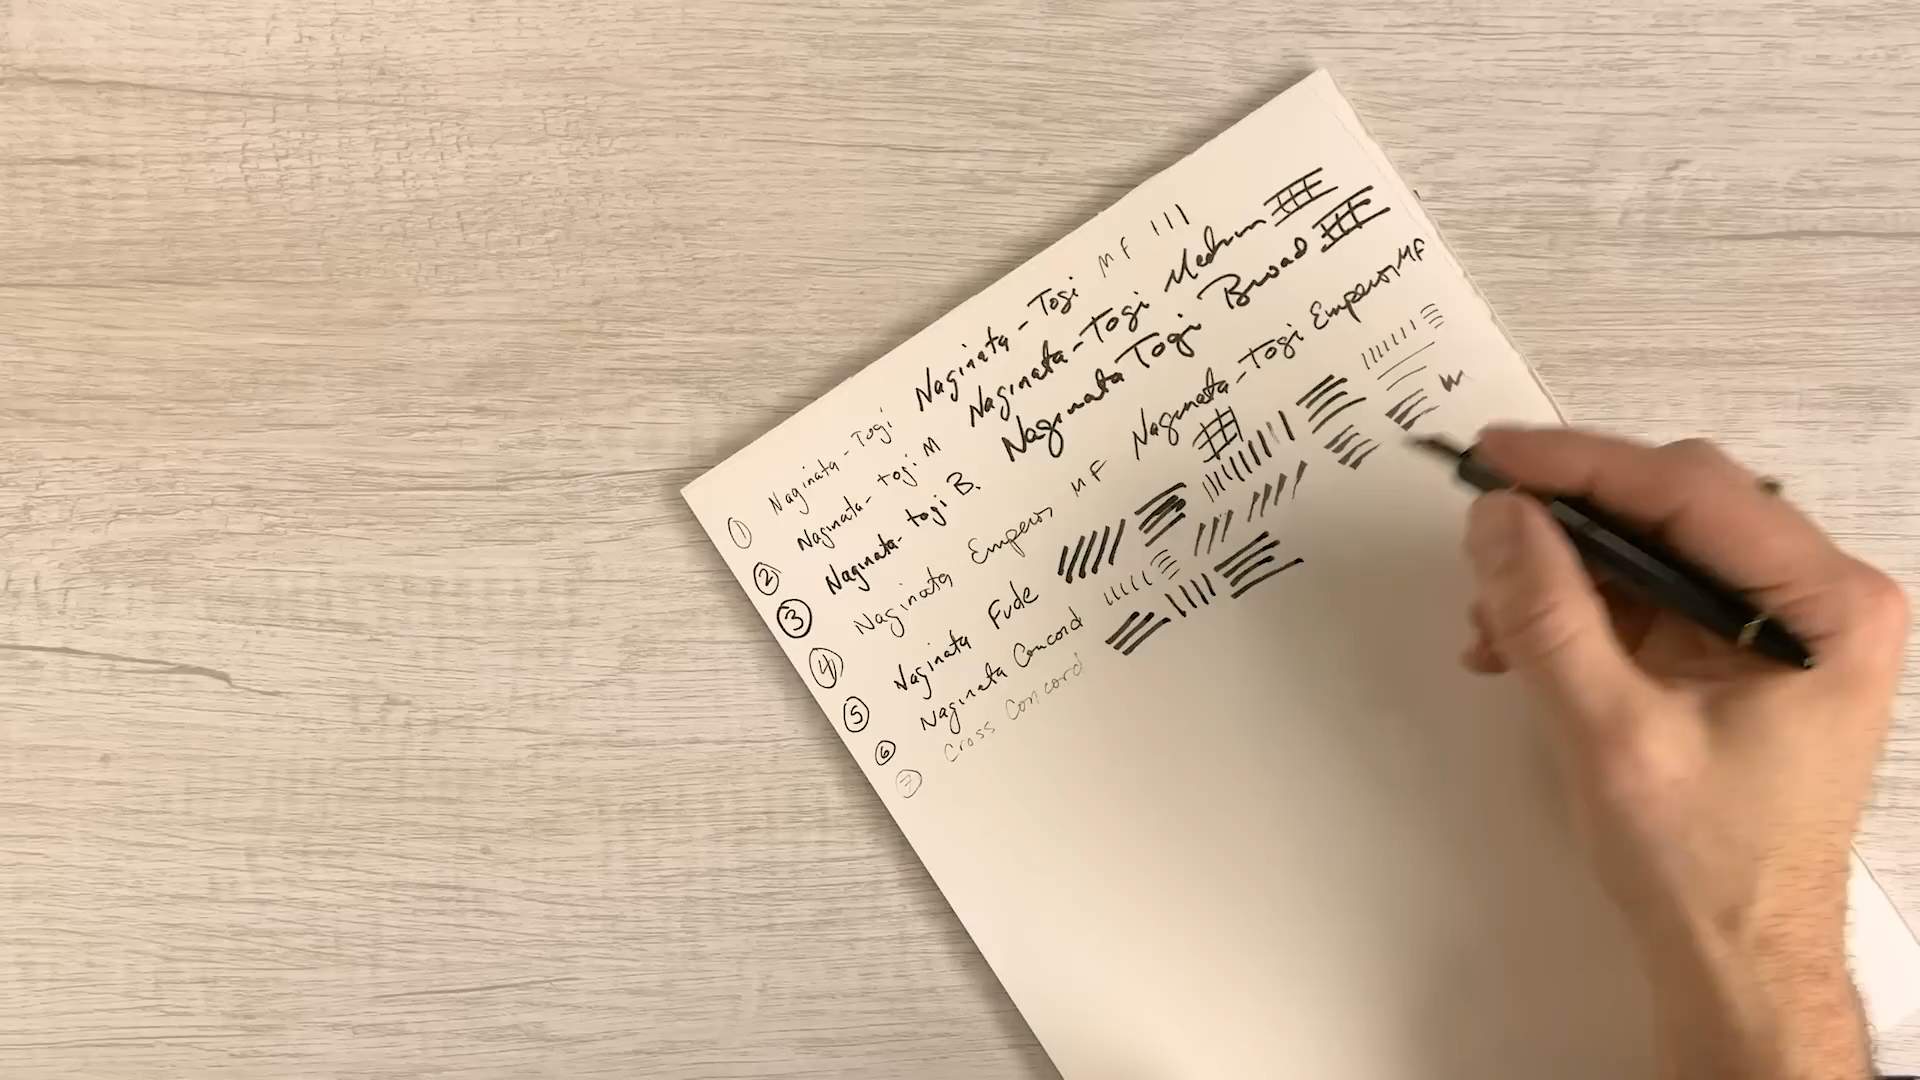 ① Naginata-Togi Naginata-Togi MF
② Naginata-togi M Naginata-Togi Medium
③ Naginata-togi B. Naginata Togi Broad
④ Naginata Emperor MF Naginata-Togi Emperor MF
⑤ Naginata Fude
⑥ Naginata Concord
⑦ Cross Concord